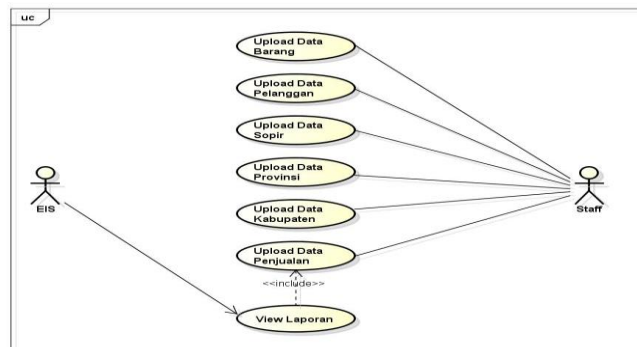 uc
Upload Data
Barang
Upload Data
Pelanggan
Upload Data
Sopir
Upload Data
Provinsi
EIS
Staff
Upload Data
Kabupaten
Upload Data
Penjualan
<<include>>
View Laporan